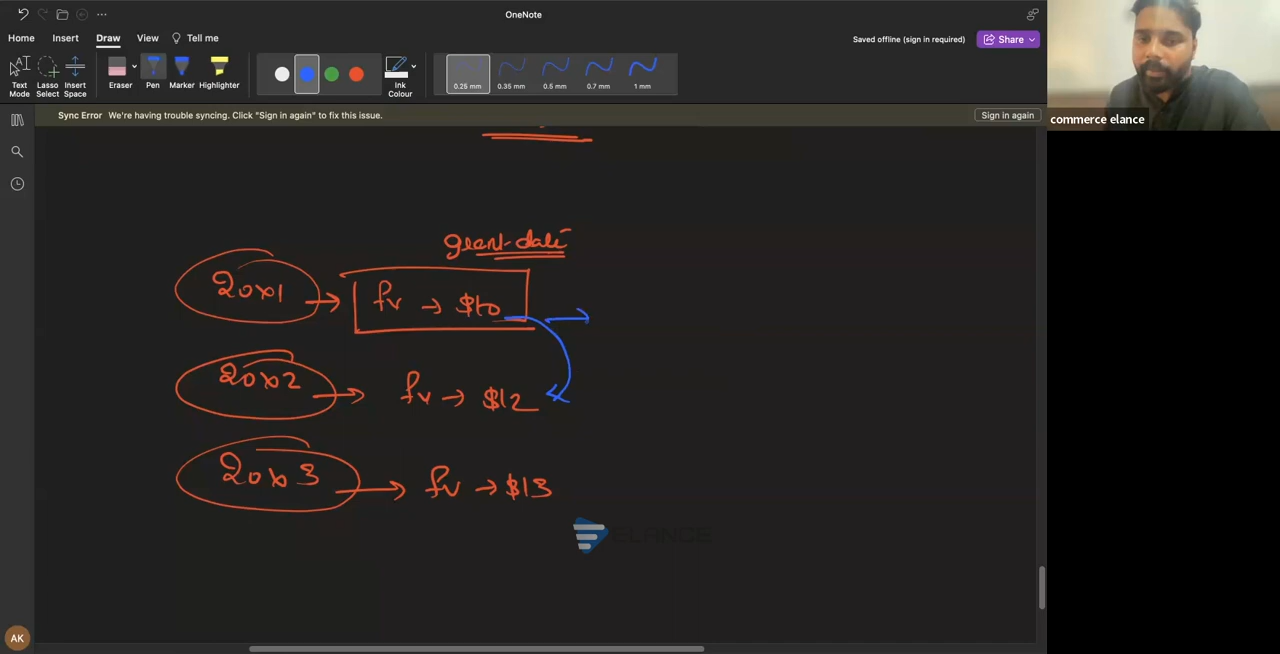 OneNote
Home Insert Draw View Tell me
Saved offline (sign in required) Share
Text Mode Lasso Select Insert Space Eraser Pen Marker Highlighter Ink Colour 0.25 mm 0.35 mm 0.5 mm 0.7 mm 1 mm
Sync Error We're having trouble syncing. Click "Sign in again" to fix this issue. Sign in again
commerce elance
grant-date
20x1 → fv → $10
20x2 → fv → $12
20x3 → fv → $13
ELANCE
AK